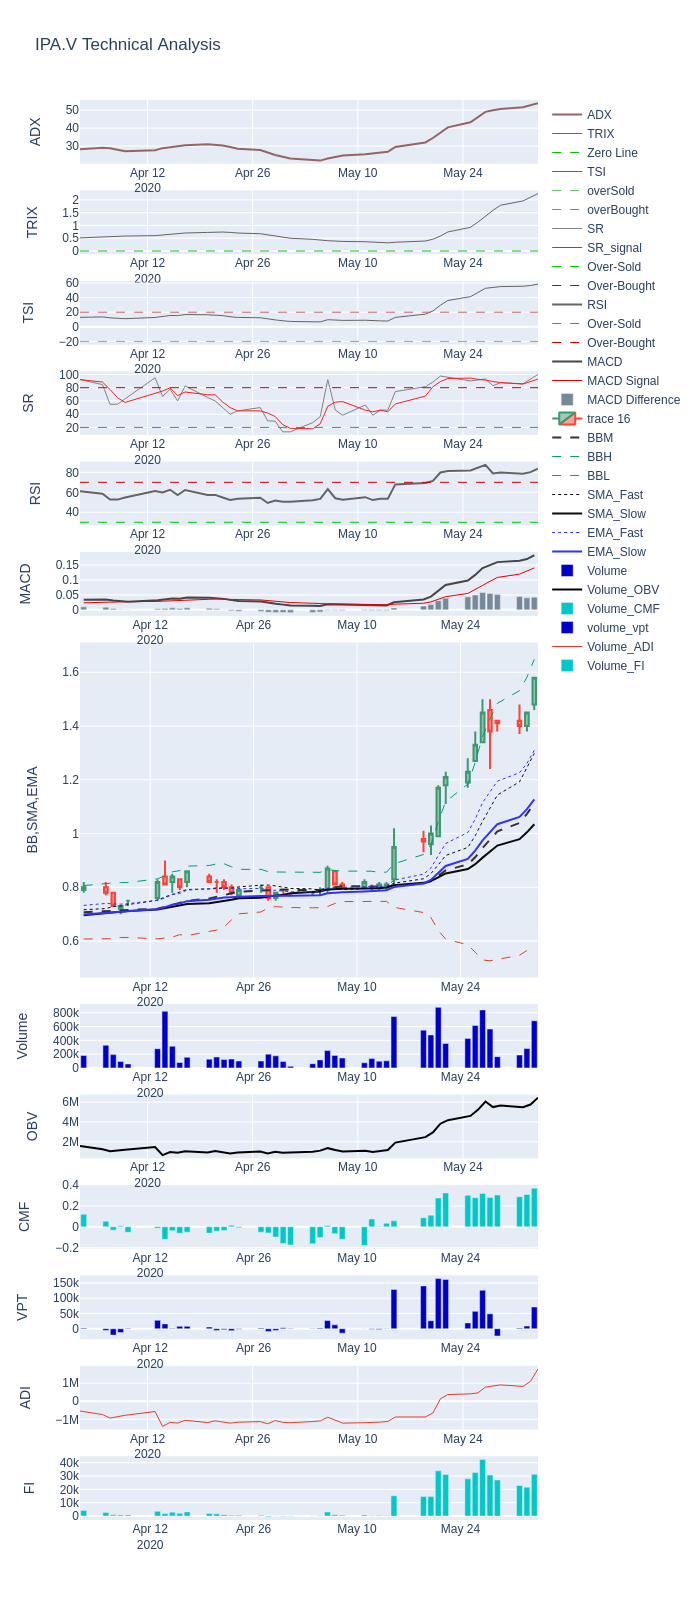 IPA.V Technical Analysis
ADX
50
40
30
Apr 12
2020
Apr 26
May 10
May 24
TRIX
2
1.5
1
0.5
0
Apr 12
2020
Apr 26
May 10
May 24
TSI
60
40
20
0
−20
Apr 12
2020
Apr 26
May 10
May 24
SR
100
80
60
40
20
Apr 12
2020
Apr 26
May 10
May 24
RSI
80
60
40
Apr 12
2020
Apr 26
May 10
May 24
MACD
0.15
0.1
0.05
0
Apr 12
2020
Apr 26
May 10
May 24
BB,SMA,EMA
1.6
1.4
1.2
1
0.8
0.6
Apr 12
2020
Apr 26
May 10
May 24
Volume
800k
600k
400k
200k
0
Apr 12
2020
Apr 26
May 10
May 24
OBV
6M
4M
2M
Apr 12
2020
Apr 26
May 10
May 24
CMF
0.4
0.2
0
−0.2
Apr 12
2020
Apr 26
May 10
May 24
VPT
150k
100k
50k
0
Apr 12
2020
Apr 26
May 10
May 24
ADI
1M
0
−1M
Apr 12
2020
Apr 26
May 10
May 24
FI
40k
30k
20k
10k
0
Apr 12
2020
Apr 26
May 10
May 24
ADX
TRIX
Zero Line
TSI
overSold
overBought
SR
SR_signal
Over-Sold
Over-Bought
RSI
Over-Sold
Over-Bought
MACD
MACD Signal
MACD Difference
trace 16
BBM
BBH
BBL
SMA_Fast
SMA_Slow
EMA_Fast
EMA_Slow
Volume
Volume_OBV
Volume_CMF
volume_vpt
Volume_ADI
Volume_FI